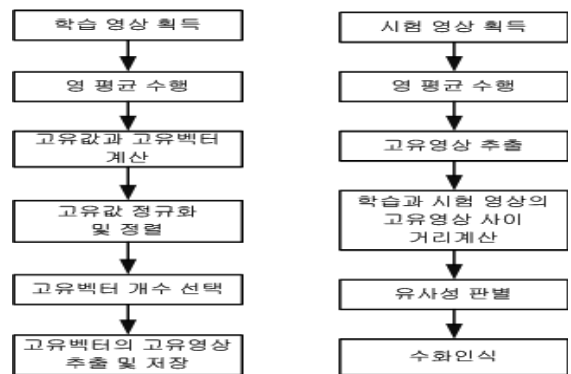 학습 영상 획득
영 평균 수행
고유값과 고유벡터
계산
고유값 정규화
및 정렬
고유벡터 개수 선택
고유벡터의 고유영상
추출 및 저장
시험 영상 획득
영 평균 수행
고유영상 추출
학습과 시험 영상의
고유영상 사이
거리계산
유사성 판별
수화인식